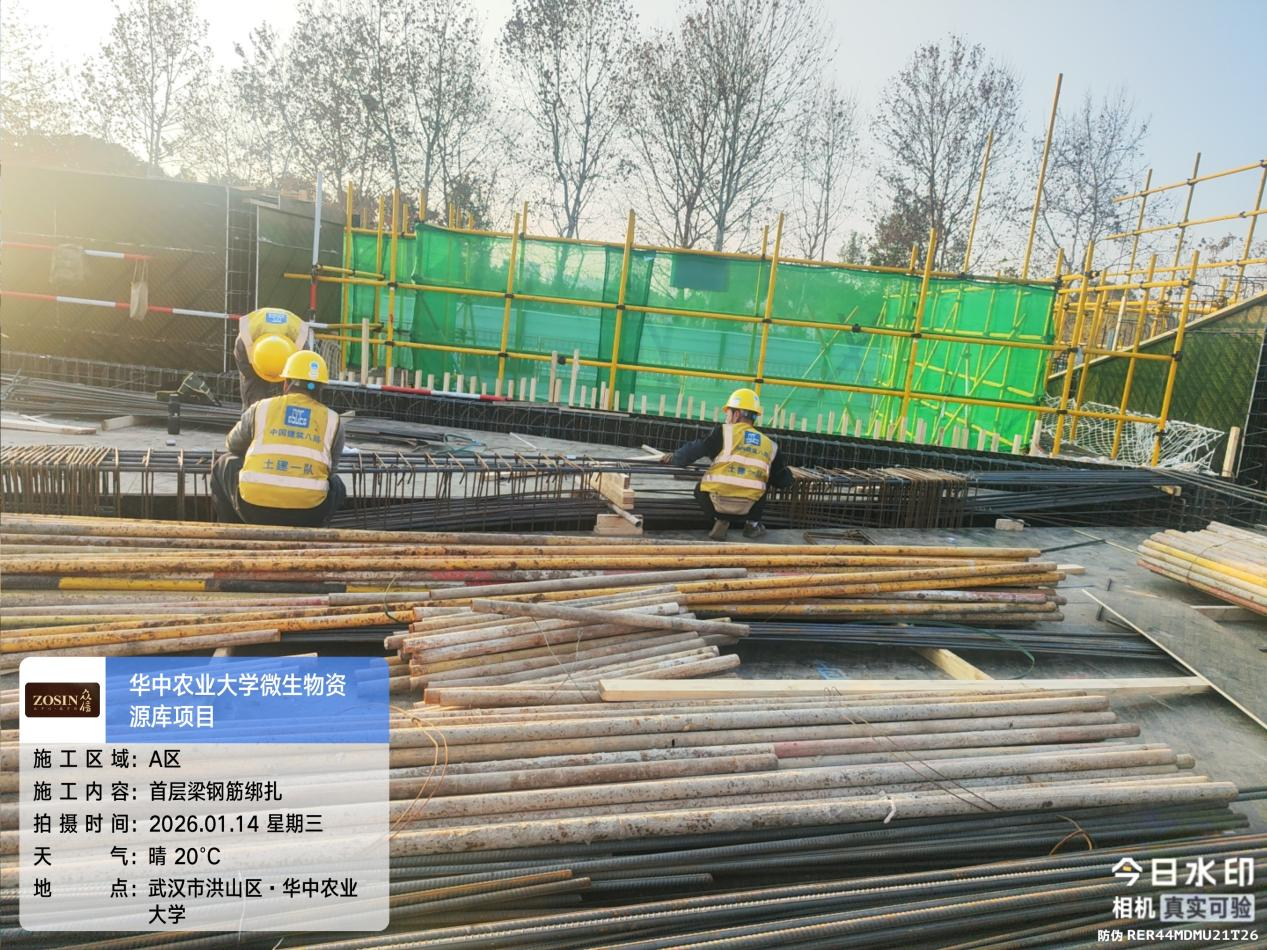 ZOSIN 众信
华中农业大学微生物资
源库项目
施工区域：A区
施工内容：首层梁钢筋绑扎
拍摄时间：2026.01.14 星期三
天气：晴 20°C
地点：武汉市洪山区·华中农业
大学
中国建筑八局
土建一队
土建一队
今日水印
相机 真实可验
防伪 RER44MDMU21T26